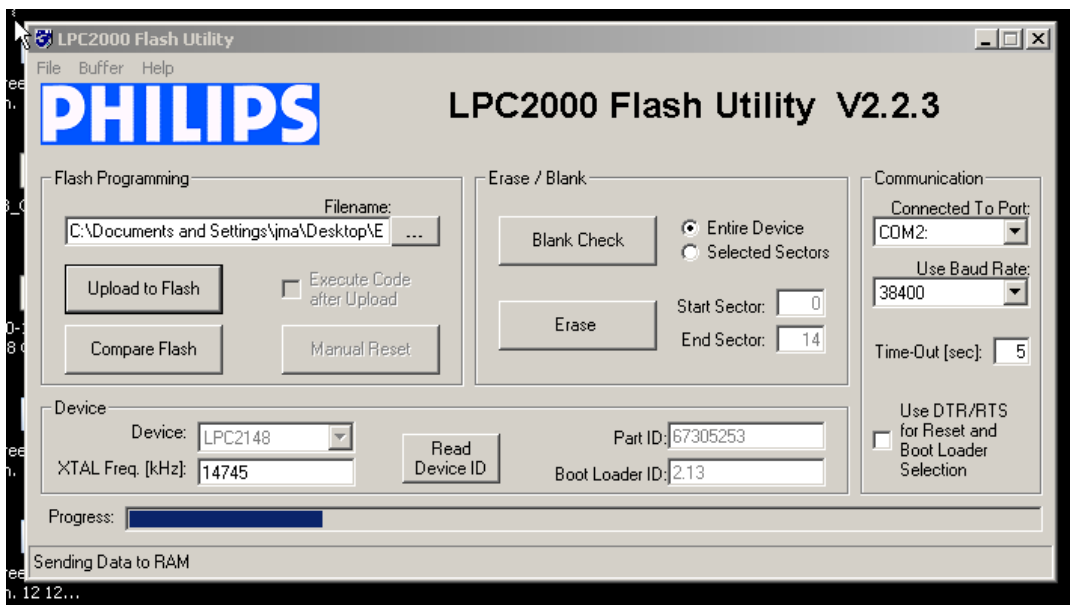 LPC2000 Flash Utility
File Buffer Help
PHILIPS
LPC2000 Flash Utility V2.2.3
Flash Programming
Filename:
C:\Documents and Settings\jma\Desktop\E
...
Upload to Flash
Execute Code
after Upload
Compare Flash
Manual Reset
Erase / Blank
Blank Check
Entire Device
Selected Sectors
Erase
Start Sector: 0
End Sector: 14
Communication
Connected To Port:
COM2:
Use Baud Rate:
38400
Time-Out [sec]: 5
Use DTR/RTS
for Reset and
Boot Loader
Selection
Device
Device: LPC2148
XTAL Freq. [kHz]: 14745
Read
Device ID
Part ID: 67305253
Boot Loader ID: 2.13
Progress:
Sending Data to RAM
12 12...